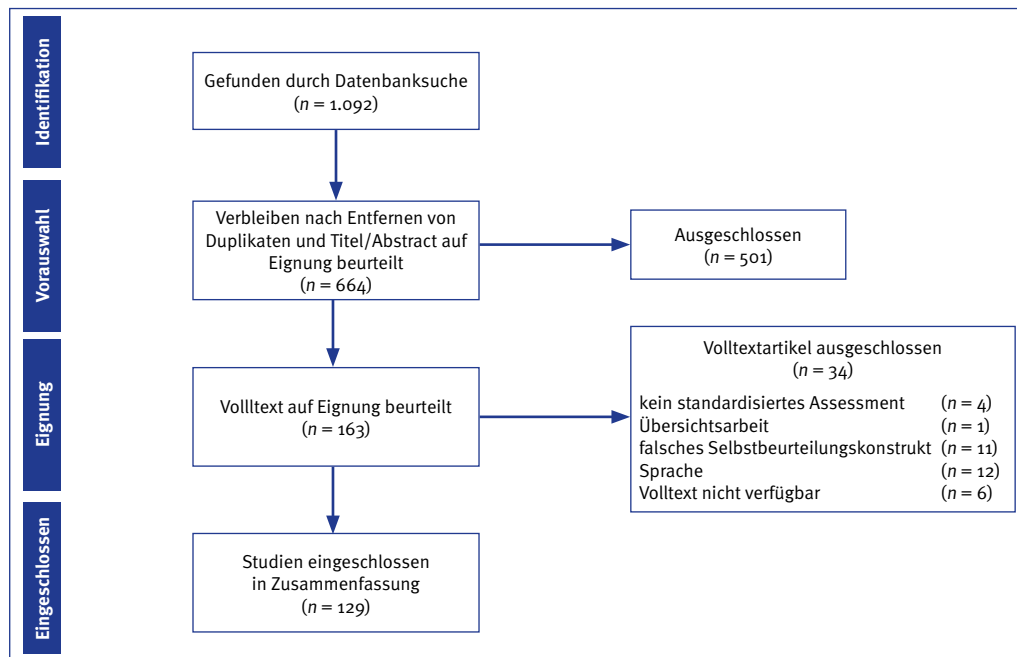 Identifikation
Gefunden durch Datenbanksuche
(n = 1.092)
Vorauswahl
Verbleiben nach Entfernen von
Duplikaten und Titel/Abstract auf
Eignung beurteilt
(n = 664)
Ausgeschlossen
(n = 501)
Eignung
Vollltext auf Eignung beurteilt
(n = 163)
Volltextartikel ausgeschlossen
(n = 34)
kein standardisiertes Assessment (n = 4)
Übersichtsarbeit (n = 1)
falsches Selbstbeurteilungskonstrukt (n = 11)
Sprache (n = 12)
Volltext nicht verfügbar (n = 6)
Eingeschlossen
Studien eingeschlossen
in Zusammenfassung
(n = 129)